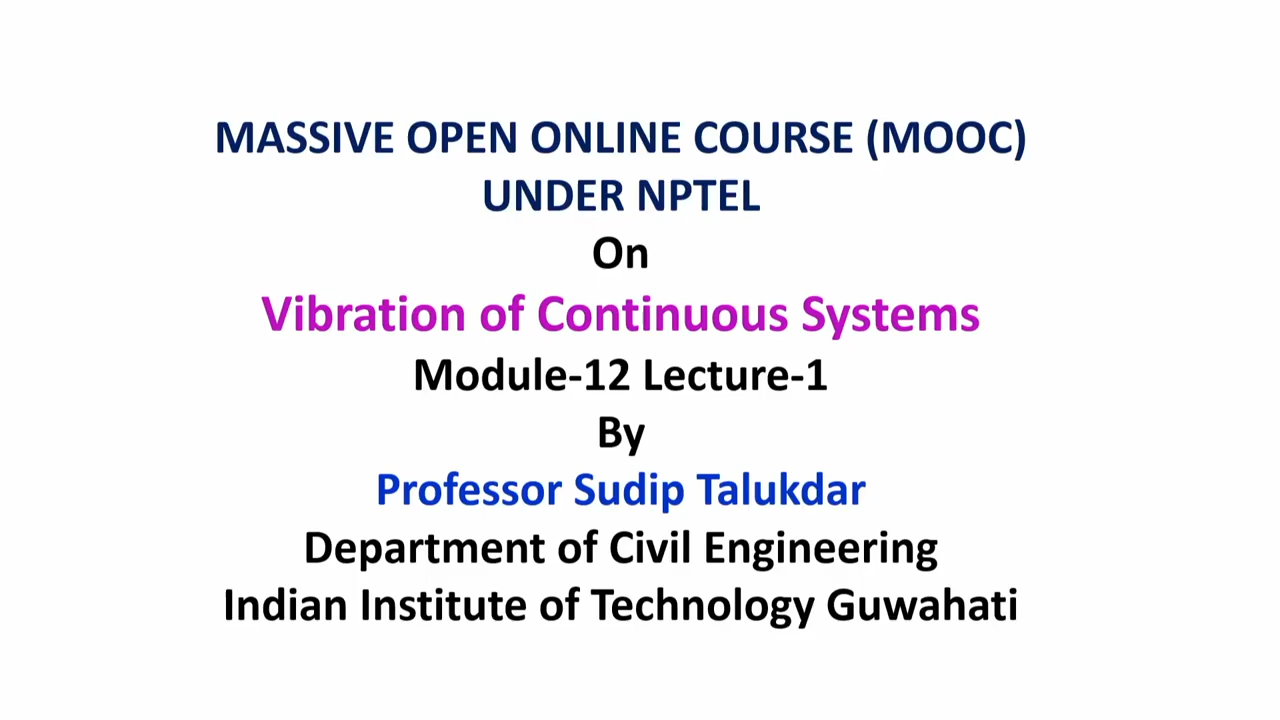 MASSIVE OPEN ONLINE COURSE (MOOC)
UNDER NPTEL
On
Vibration of Continuous Systems
Module-12 Lecture-1
By
Professor Sudip Talukdar
Department of Civil Engineering
Indian Institute of Technology Guwahati